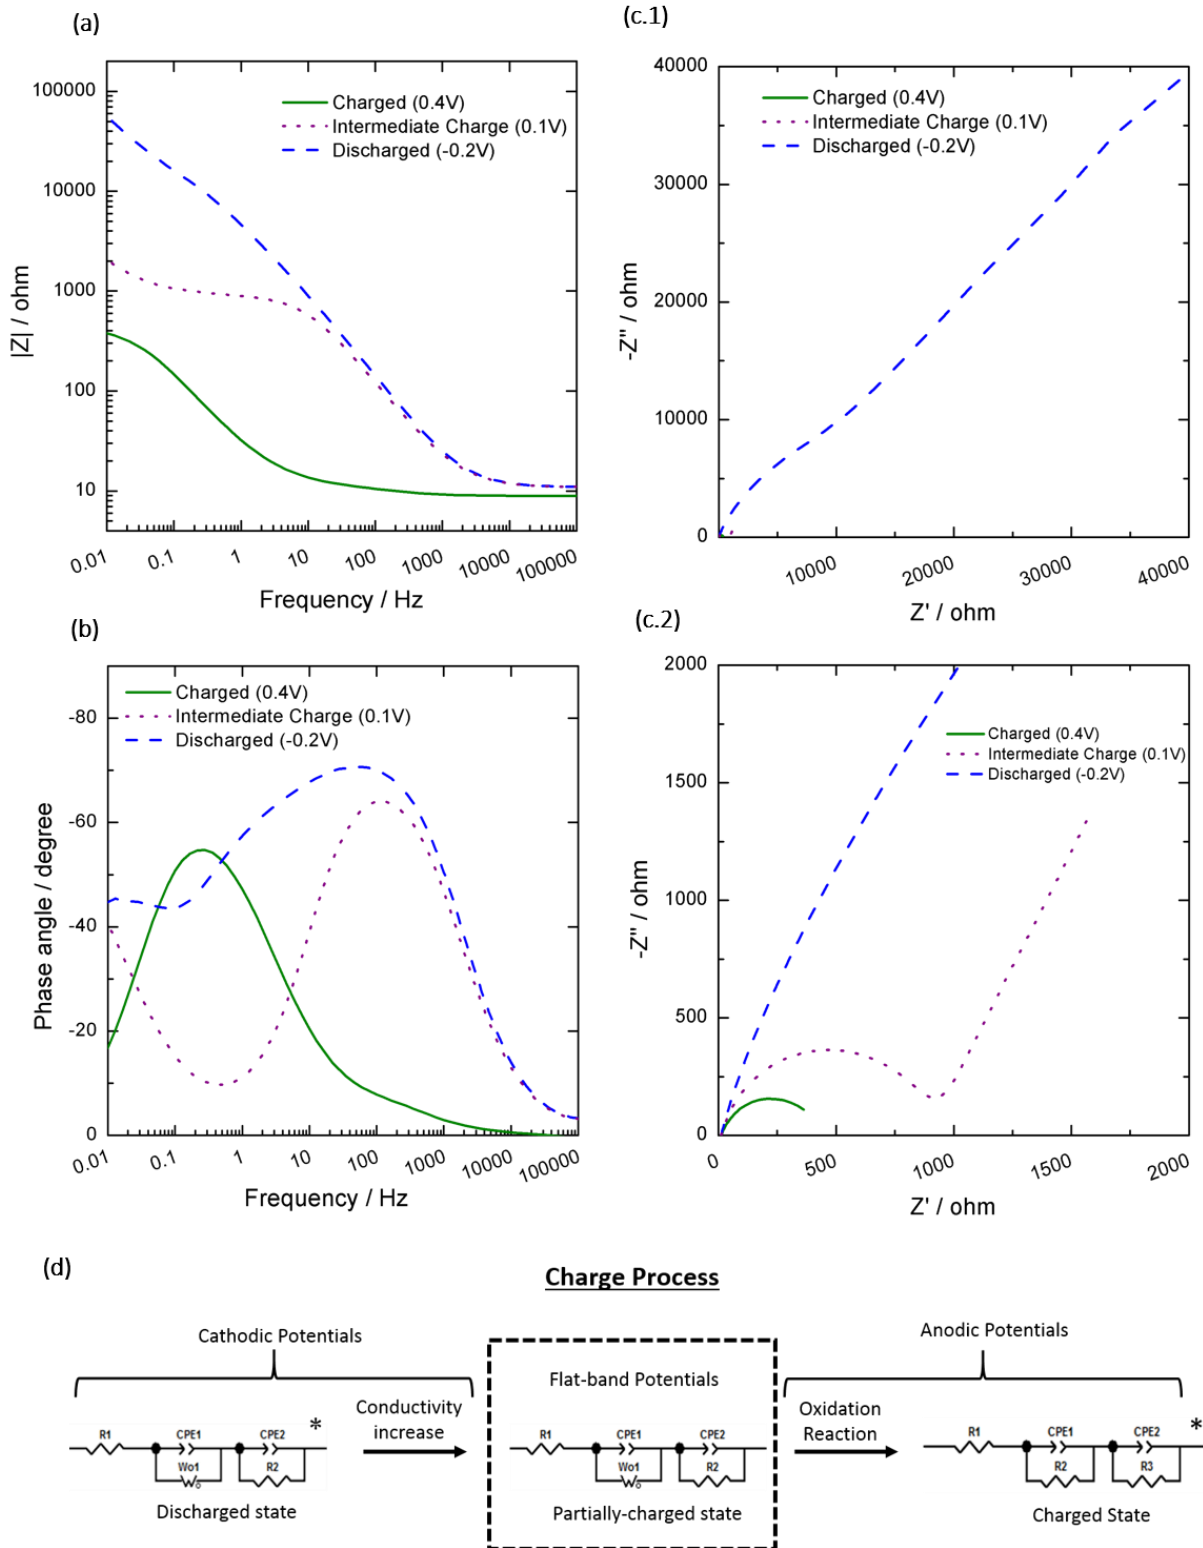 (a)
100000
10000
1000
100
10
|Z| / ohm
Charged (0.4V)
Intermediate Charge (0.1V)
Discharged (-0.2V)
0.01
0.1
1
10
100
1000
10000
100000
Frequency / Hz
(c.1)
40000
30000
20000
10000
0
-Z" / ohm
Charged (0.4V)
Intermediate Charge (0.1V)
Discharged (-0.2V)
10000
20000
30000
40000
Z' / ohm
(b)
-80
-60
-40
-20
0
Phase angle / degree
Charged (0.4V)
Intermediate Charge (0.1V)
Discharged (-0.2V)
0.01
0.1
1
10
100
1000
10000
100000
Frequency / Hz
(c.2)
2000
1500
1000
500
0
-Z" / ohm
Charged (0.4V)
Intermediate Charge (0.1V)
Discharged (-0.2V)
0
500
1000
1500
2000
Z' / ohm
(d)
Charge Process
Cathodic Potentials
R1
CPE1
Wo1
CPE2
R2
*
Discharged state
Conductivity
increase
Flat-band Potentials
R1
CPE1
Wo1
CPE2
R2
Partially-charged state
Anodic Potentials
Oxidation
Reaction
R1
CPE1
R2
CPE2
R3
*
Charged State